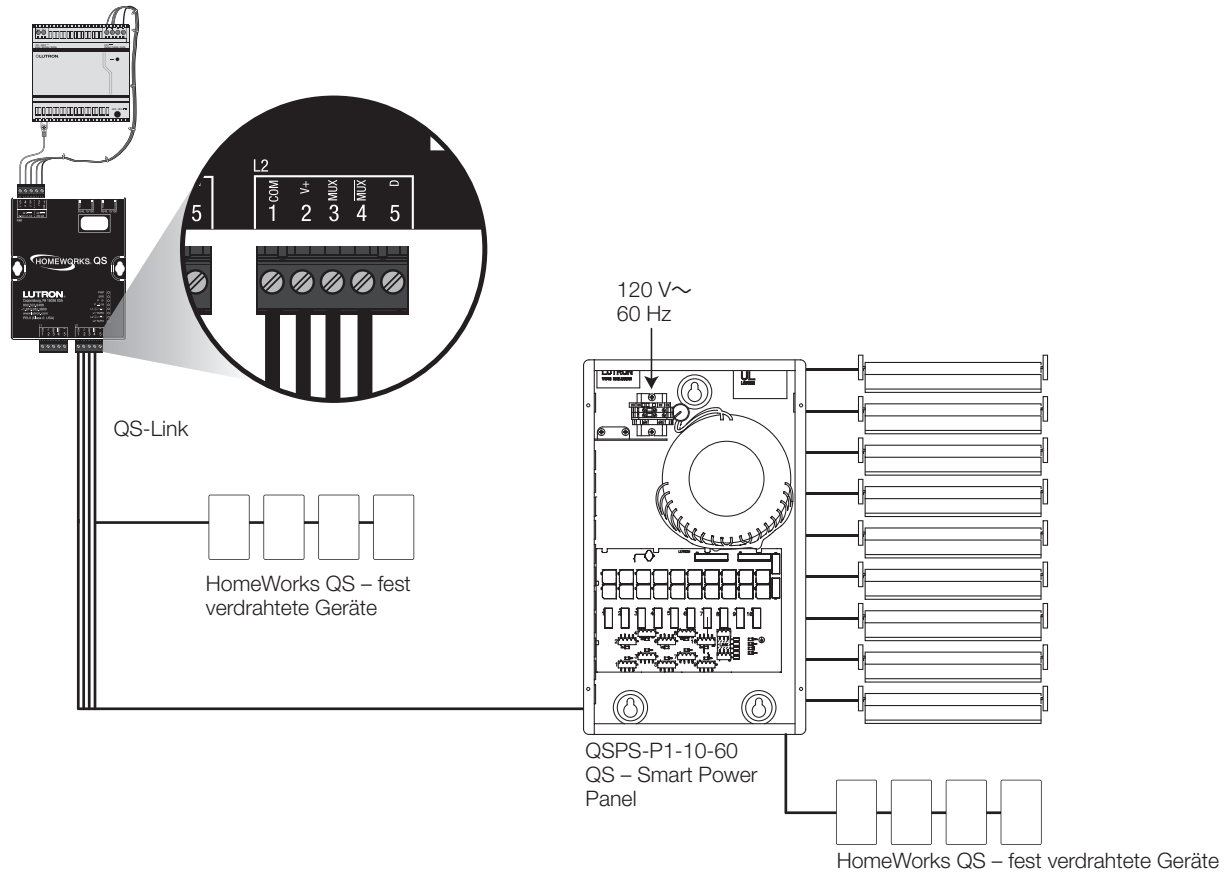 LUTRON
L2
COM V+ MUX MUX D
5 1 2 3 4 5
HOMEWORKS QS
LUTRON
120 V~
60 Hz
LUTRON
UL
QS-Link
HomeWorks QS – fest
verdrahtete Geräte
QSPS-P1-10-60
QS – Smart Power
Panel
HomeWorks QS – fest verdrahtete Geräte